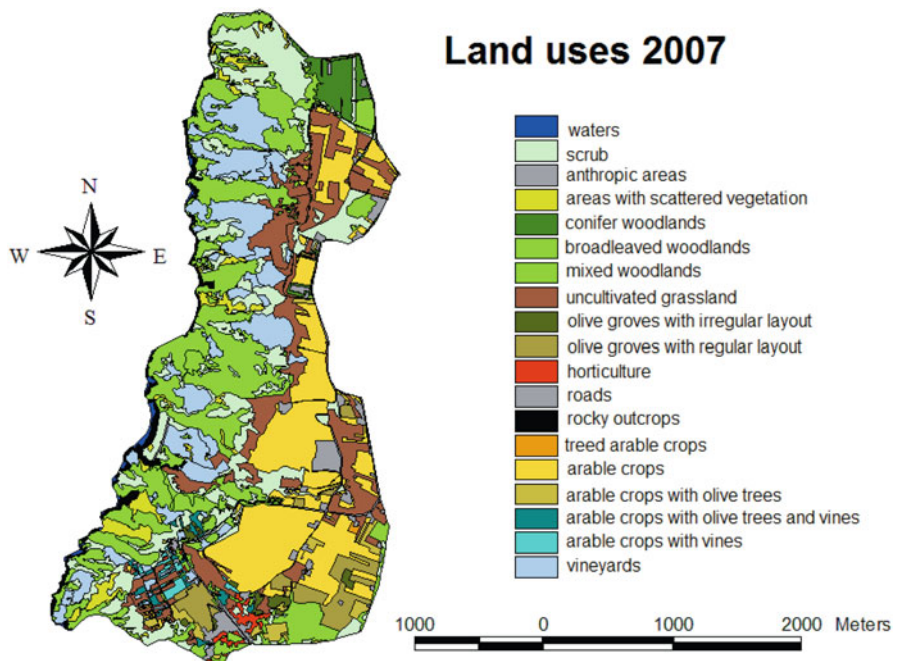 Land uses 2007
N
W E
S
waters
scrub
anthropic areas
areas with scattered vegetation
conifer woodlands
broadleaved woodlands
mixed woodlands
uncultivated grassland
olive groves with irregular layout
olive groves with regular layout
horticulture
roads
rocky outcrops
treed arable crops
arable crops
arable crops with olive trees
arable crops with olive trees and vines
arable crops with vines
vineyards
1000 0 1000 2000 Meters